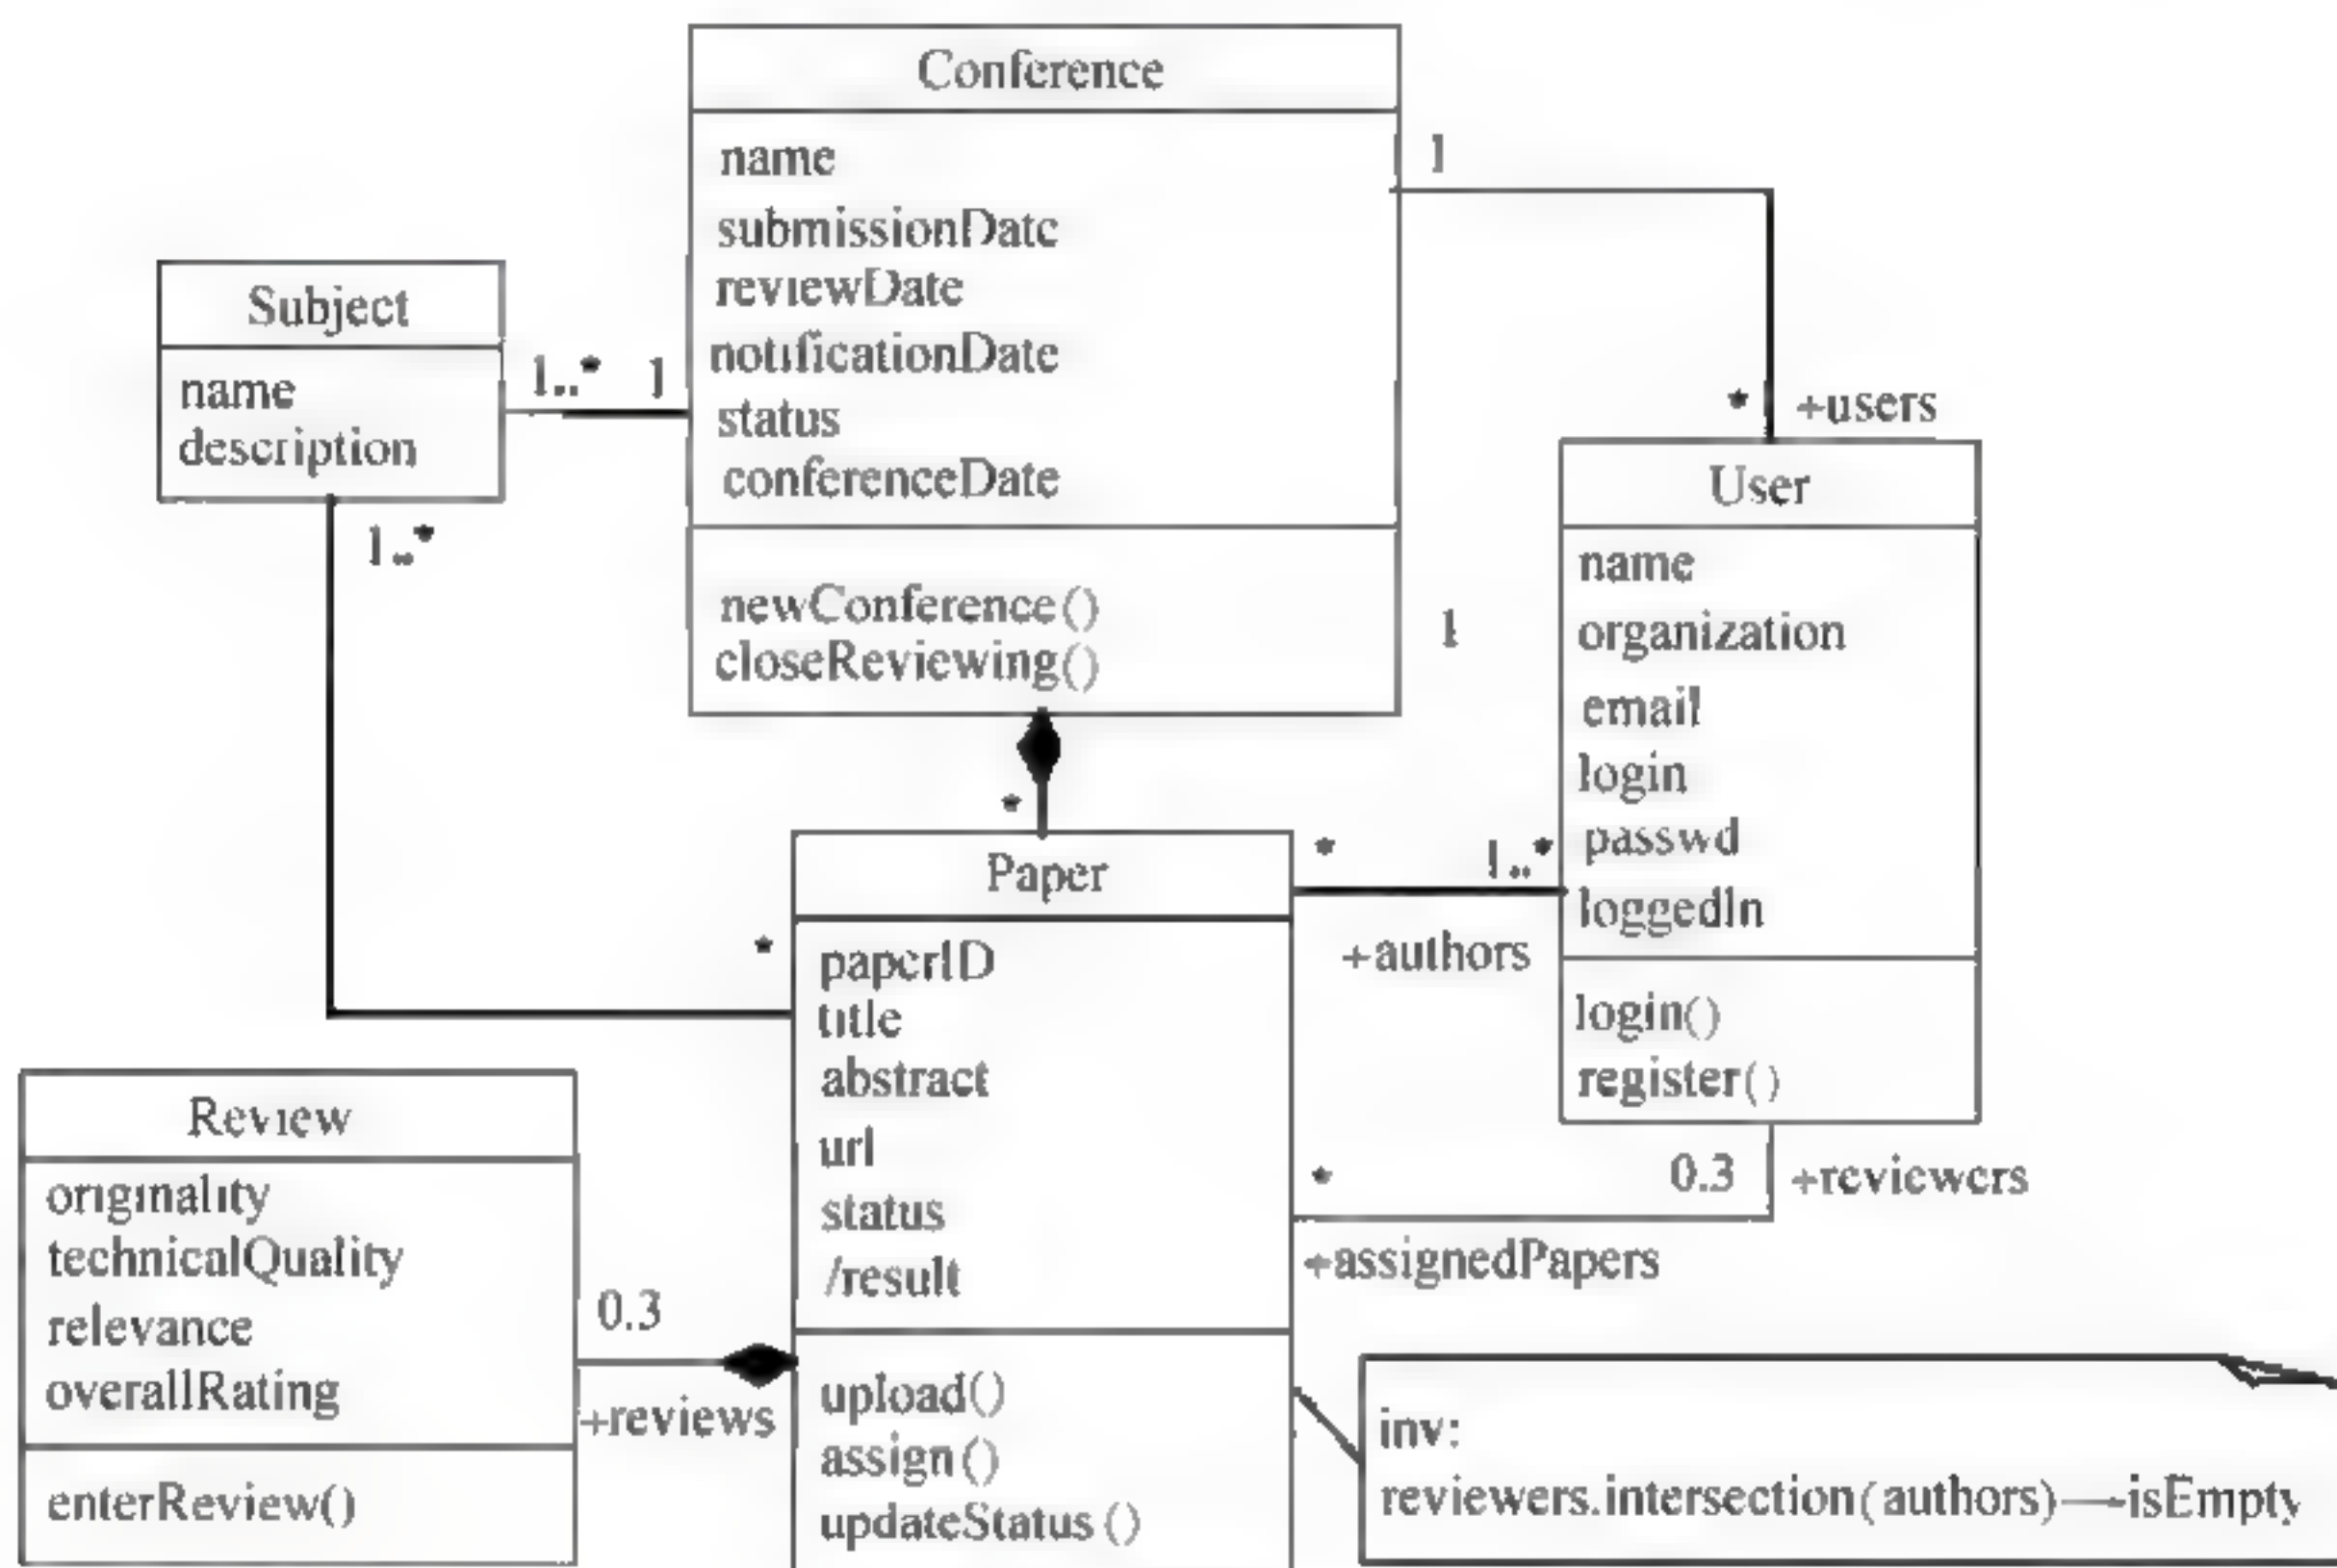 Conference
name
submissionDate
reviewDate
notificationDate
status
conferenceDate
newConference()
closeReviewing()
1
1
*
+users
Subject
name
description
1..*
1
1..*
*
User
name
organization
email
login
passwd
loggedIn
login()
register()
*
Paper
paperID
title
abstract
url
status
/result
upload()
assign()
updateStatus()
*
1..*
+authors
*
0.3
+reviewers
+assignedPapers
Review
originality
technicalQuality
relevance
overallRating
enterReview()
0.3
+reviews
inv:
reviewers.intersection(authors)—isEmpty